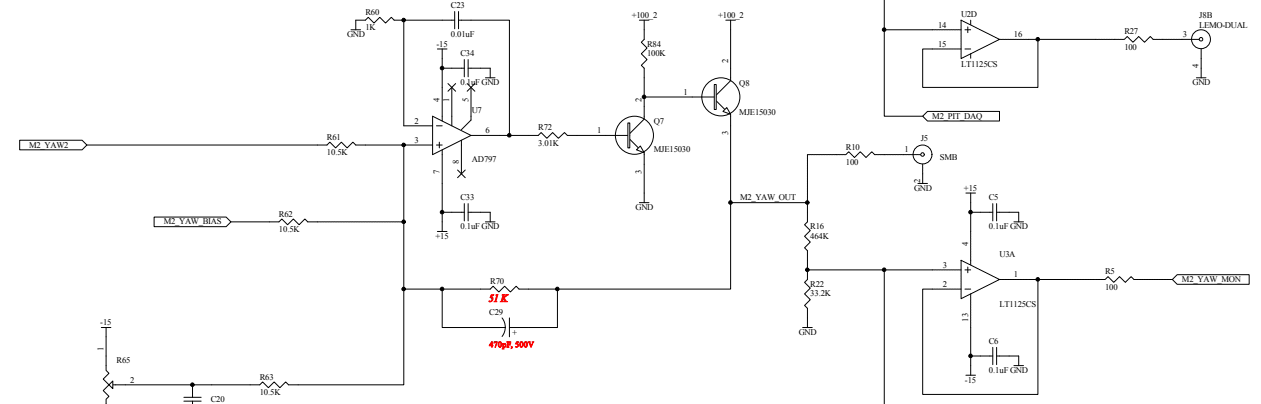 C23
R60
1K
0.01uF
GND
-15
C34
0.1uF GND
4
1
5
U7
2
3
6
8
7
AD797
M2_YAW2
R61
10.5K
R72
3.01K
+100_2
R84
100K
2
1
Q7
MJE15030
3
GND
+100_2
2
1
Q8
MJE15030
3
C33
0.1uF GND
+15
M2_YAW_BIAS
R62
10.5K
R70
51 K
C29
+
470pF, 500V
-15
1
R65
2
C20
R63
10.5K
M2_YAW_OUT
R10
100
1
J5
SMB
2
GND
R16
464K
R22
33.2K
GND
U2D
14
15
16
LT1125CS
R27
100
3
J8B
LEMO-DUAL
4
GND
M2_PIT_DAQ
+15
C5
0.1uF GND
4
U3A
3
2
1
LT1125CS
13
C6
0.1uF GND
-15
R5
100
M2_YAW_MON